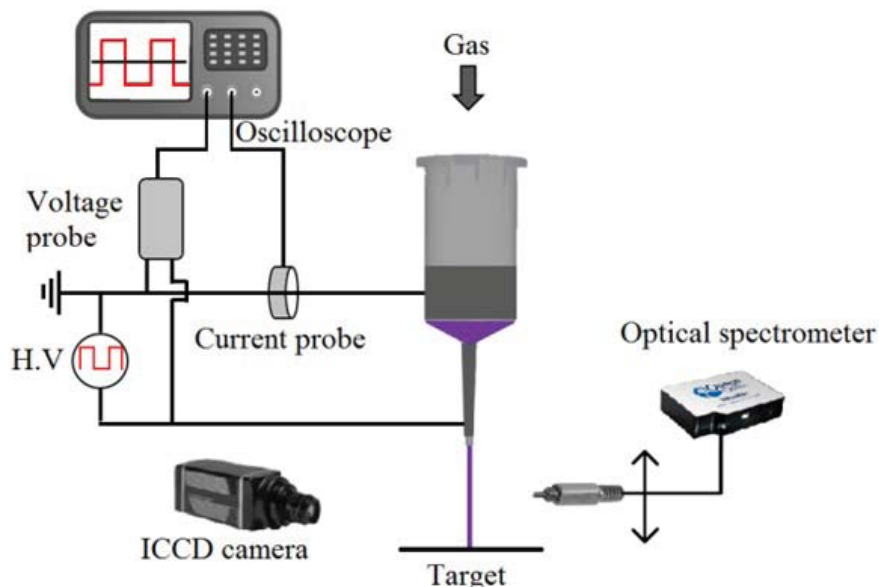 Gas
Oscilloscope
Voltage
probe
Current probe
H.V
Optical spectrometer
ICCD camera
Target